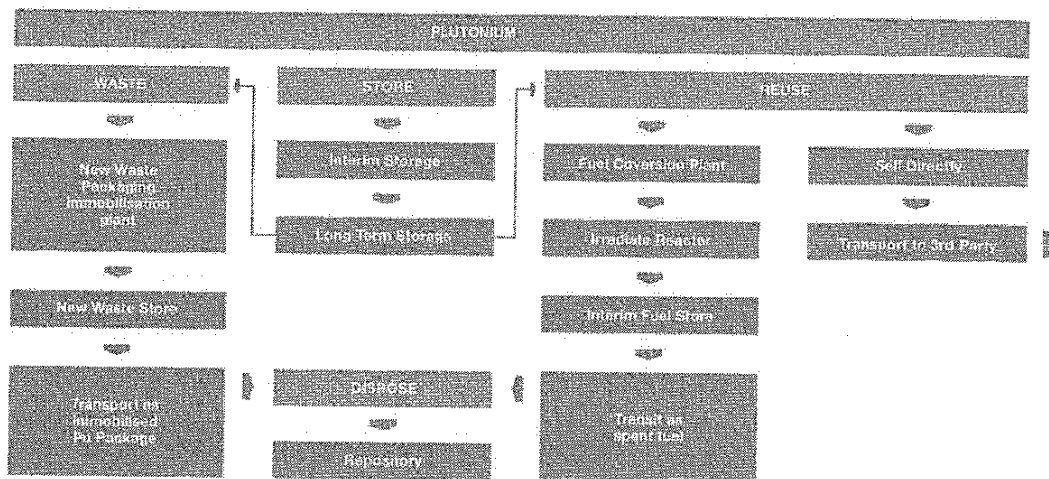 PLUTONIUM
WASTE
STORE
REUSE
New Waste
Packaging
Immobilisation
plant
Interim Storage
Fuel Coversion Plant
Sell Directly
Long Term Storage
Irradiate Reactor
Transport to 3rd Party
New Waste Store
Interim Fuel Store
Transport as
Immobilised
Pu Package
DISPOSE
as
spent fuel
Repository